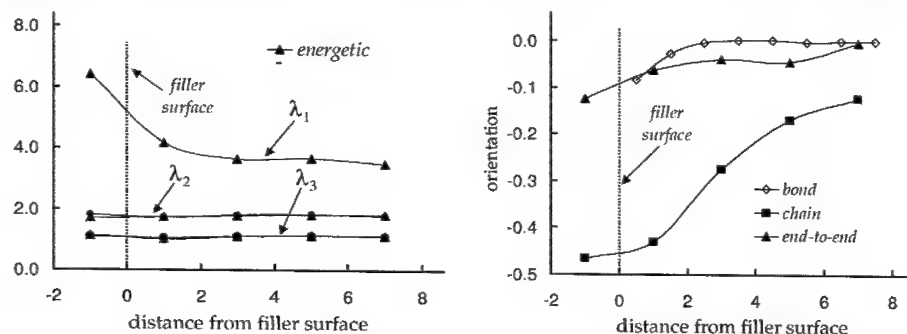 8.0
6.0
4.0
2.0
0.0
-2
0
2
4
6
8
distance from filler surface
energetic
filler
surface
λ1
λ2
λ3
0.0
-0.1
-0.2
-0.3
-0.4
-0.5
-2
0
2
4
6
8
distance from filler surface
orientation
filler
surface
bond
chain
end-to-end